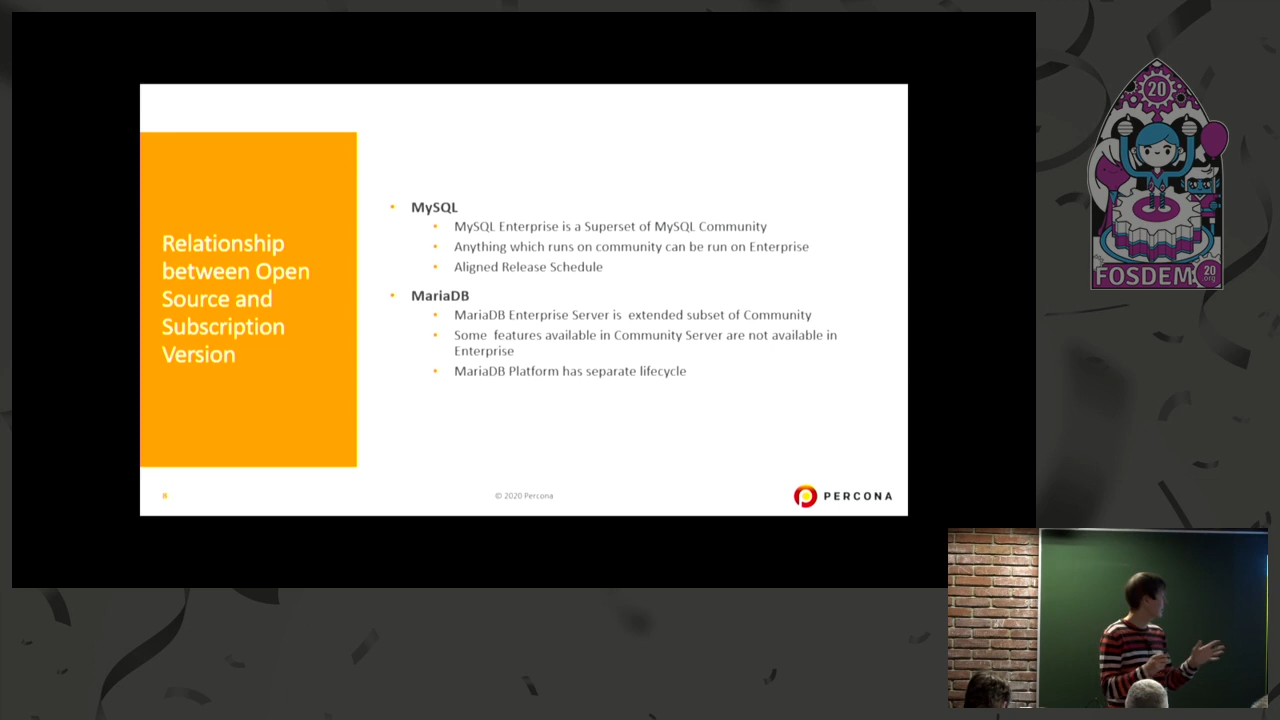 Relationship
between Open
Source and
Subscription
Version
• MySQL
• MySQL Enterprise is a Superset of MySQL Community
• Anything which runs on community can be run on Enterprise
• Aligned Release Schedule
• MariaDB
• MariaDB Enterprise Server is extended subset of Community
• Some features available in Community Server are not available in
Enterprise
• MariaDB Platform has separate lifecycle
8
© 2020 Percona
PERCONA
20
FOSDEM
20
.org